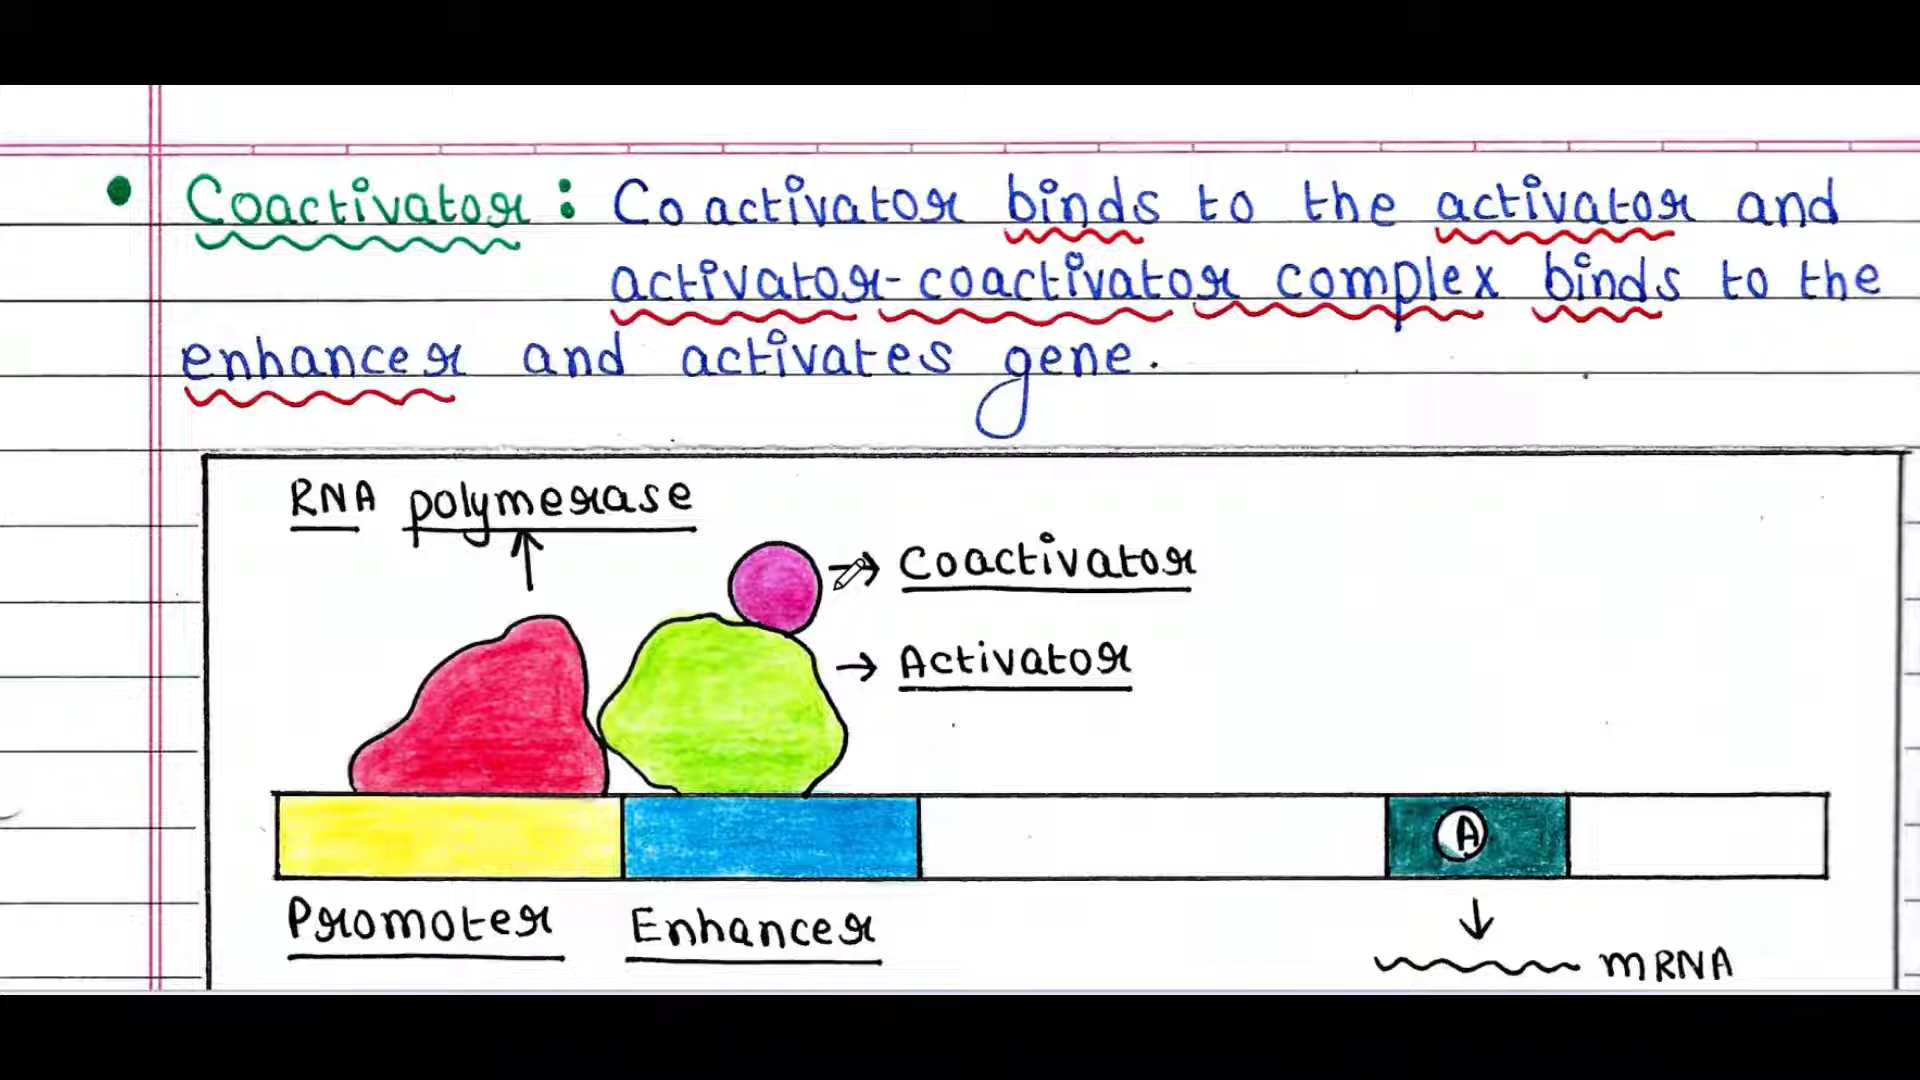 • Coactivator : Coactivator binds to the activator and
activator-coactivator complex binds to the
enhancer and activates gene.
RNA polymerase
Coactivator
Activator
A
Promoter
Enhancer
mRNA